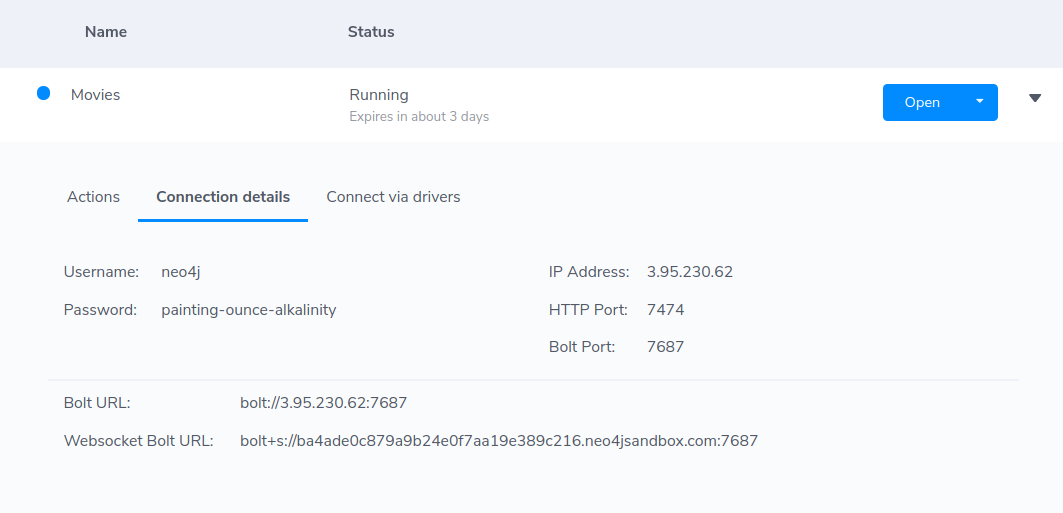 Name Status
Movies Running Open
Expires in about 3 days
Actions Connection details Connect via drivers
Username: neo4j IP Address: 3.95.230.62
Password: painting-ounce-alkalinity HTTP Port: 7474
Bolt Port: 7687
Bolt URL: bolt://3.95.230.62:7687
Websocket Bolt URL: bolt+s://ba4ade0c879a9b24e0f7aa19e389c216.neo4jsandbox.com:7687